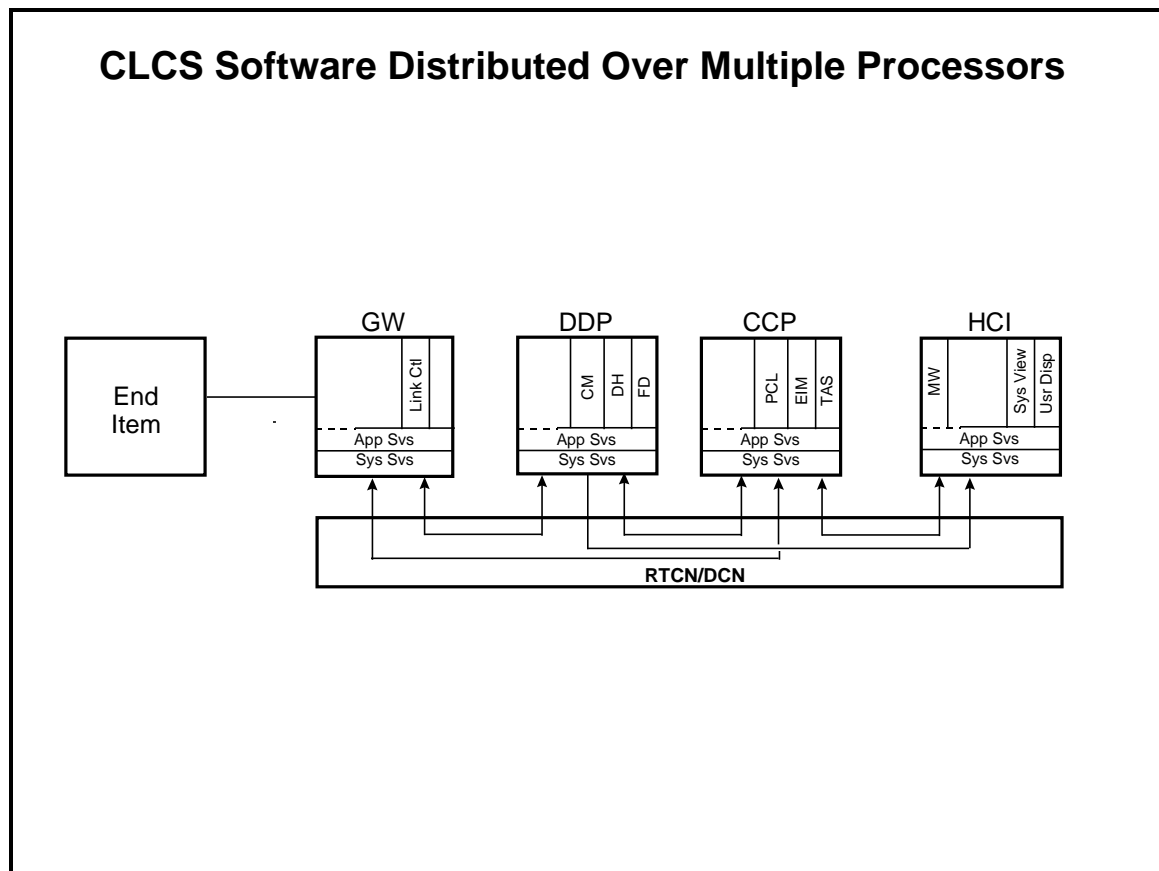 CLCS Software Distributed Over Multiple Processors
GW
DDP
CCP
HCI
End
Item
Link Ctl
App Svs
Sys Svs
CM
DH
FD
App Svs
Sys Svs
PCL
EIM
TAS
App Svs
Sys Svs
MW
Sys View
Usr Disp
App Svs
Sys Svs
RTCN/DCN